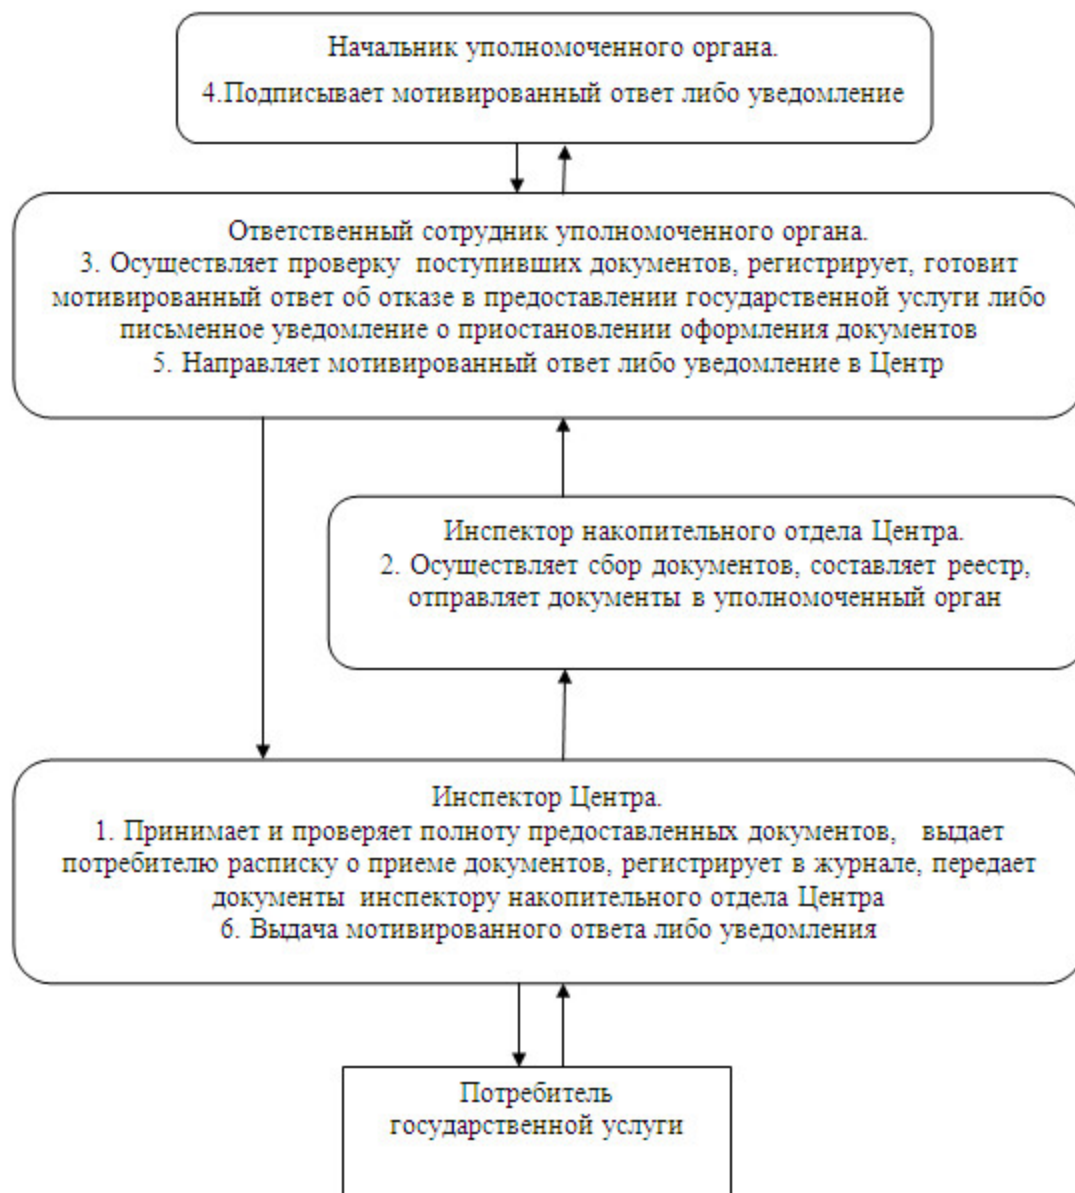 Начальник уполномоченного органа.
4.Подписывает мотивированный ответ либо уведомление
Ответственный сотрудник уполномоченного органа.
3. Осуществляет проверку поступивших документов, регистрирует, готовит
мотивированный ответ об отказе в предоставлении государственной услуги либо
письменное уведомление о приостановлении оформления документов
5. Направляет мотивированный ответ либо уведомление в Центр
Инспектор накопительного отдела Центра.
2. Осуществляет сбор документов, составляет реестр,
отправляет документы в уполномоченный орган
Инспектор Центра.
1. Принимает и проверяет полноту предоставленных документов, выдает
потребителю расписку о приеме документов, регистрирует в журнале, передает
документы инспектору накопительного отдела Центра
6. Выдача мотивированного ответа либо уведомления
Потребитель
государственной услуги